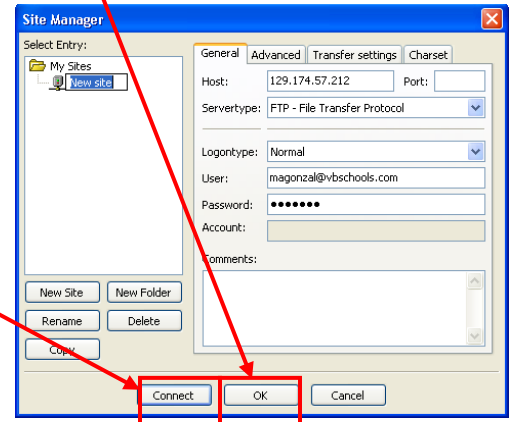 Site Manager
Select Entry:
My Sites
New site
General Advanced Transfer settings Charset
Host: 129.174.57.212 Port:
Servertype: FTP - File Transfer Protocol
Logontype: Normal
User: magonzal@vbschools.com
Password: •••••••
Account:
Comments:
New Site New Folder
Rename Delete
Copy
Connect OK Cancel